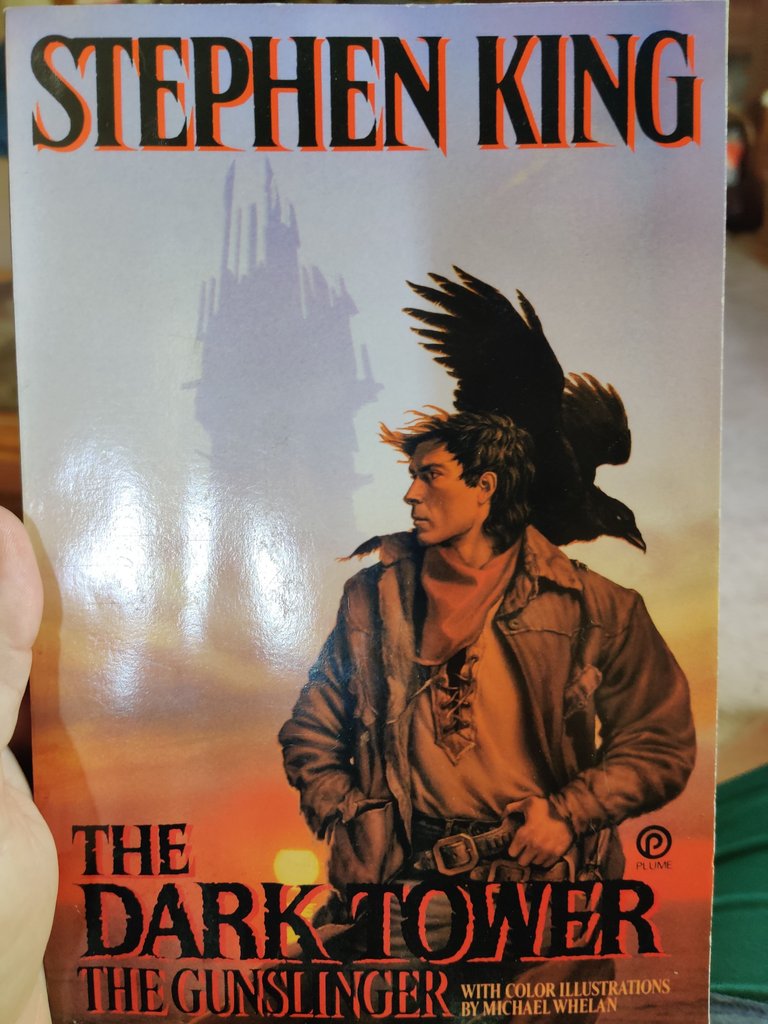 STEPHEN KING
PLUME
THE
DARK TOWER
THE GUNSLINGER
WITH COLOR ILLUSTRATIONS
BY MICHAEL WHELAN